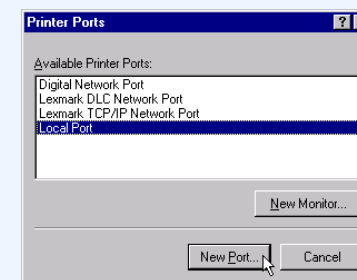 Printer Ports
?
Available Printer Ports:
Digital Network Port
Lexmark DLC Network Port
Lexmark TCP/IP Network Port
Local Port
New Monitor...
New Port...
Cancel